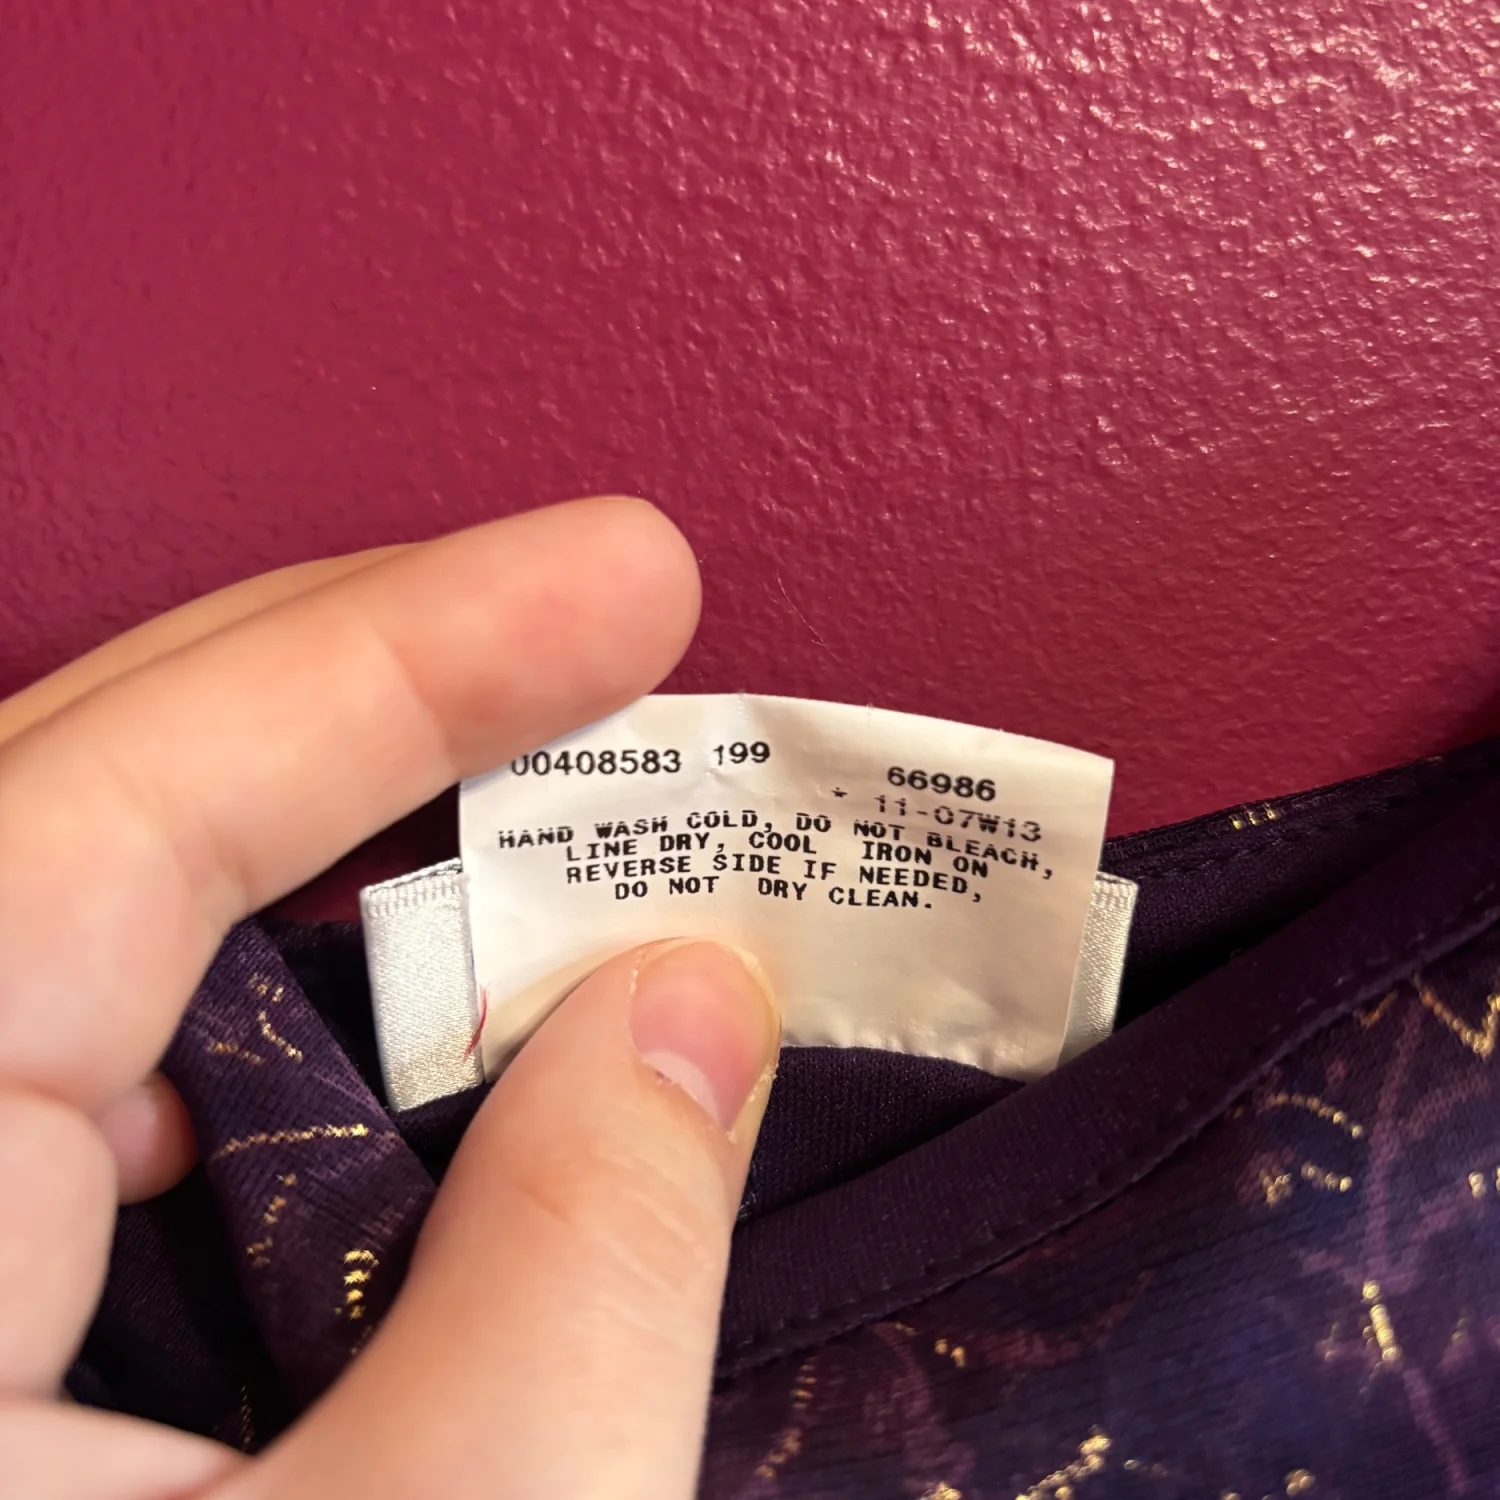 00408583 199
66986
* 11-07W13
HAND WASH COLD, DO NOT BLEACH,
LINE DRY, COOL IRON ON
REVERSE SIDE IF NEEDED,
DO NOT DRY CLEAN.